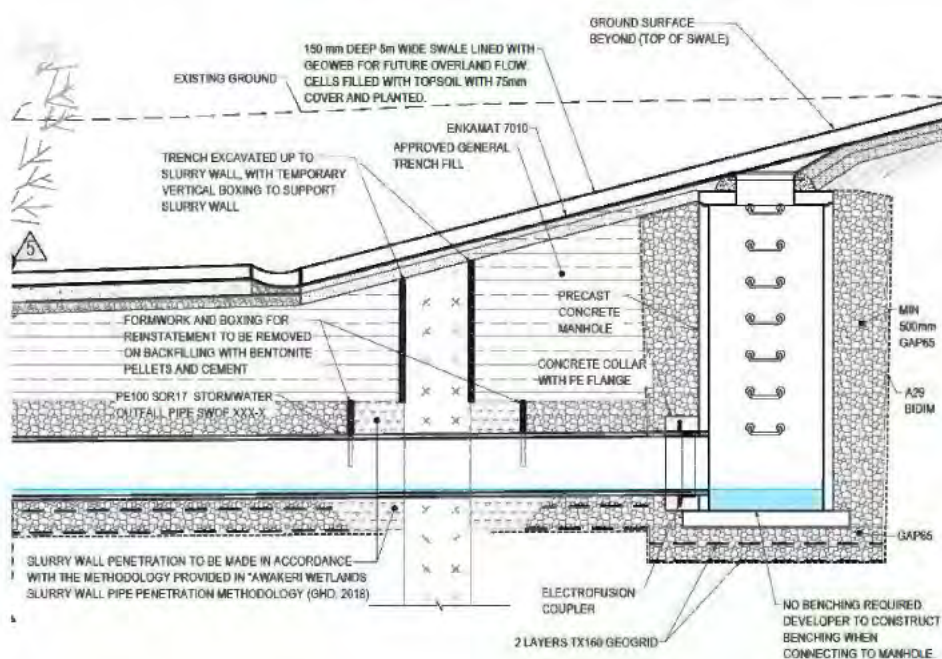 GROUND SURFACE
BEYOND (TOP OF SWALE)
150 mm DEEP 5m WIDE SWALE LINED WITH
GEOWEB FOR FUTURE OVERLAND FLOW.
CELLS FILLED WITH TOPSOIL WITH 75mm
COVER AND PLANTED.
EXISTING GROUND
ENKAMAT 7010
APPROVED GENERAL
TRENCH FILL
TRENCH EXCAVATED UP TO
SLURRY WALL, WITH TEMPORARY
VERTICAL BOXING TO SUPPORT
SLURRY WALL
5
PRECAST
CONCRETE
MANHOLE
MIN
500mm
GAP65
FORMWORK AND BOXING FOR
REINSTATEMENT TO BE REMOVED
ON BACKFILLING WITH BENTONITE
PELLETS AND CEMENT
CONCRETE COLLAR
WITH PE FLANGE
A29
BIDIM
PE100 SDR17 STORMWATER
OUTFALL PIPE SWOF XXX-X
GAP65
SLURRY WALL PENETRATION TO BE MADE IN ACCORDANCE
WITH THE METHODOLOGY PROVIDED IN "AWAKERI WETLANDS
SLURRY WALL PIPE PENETRATION METHODOLOGY (GHD, 2018)
ELECTROFUSION
COUPLER
2 LAYERS TX160 GEOGRID
NO BENCHING REQUIRED.
DEVELOPER TO CONSTRUCT
BENCHING WHEN
CONNECTING TO MANHOLE.